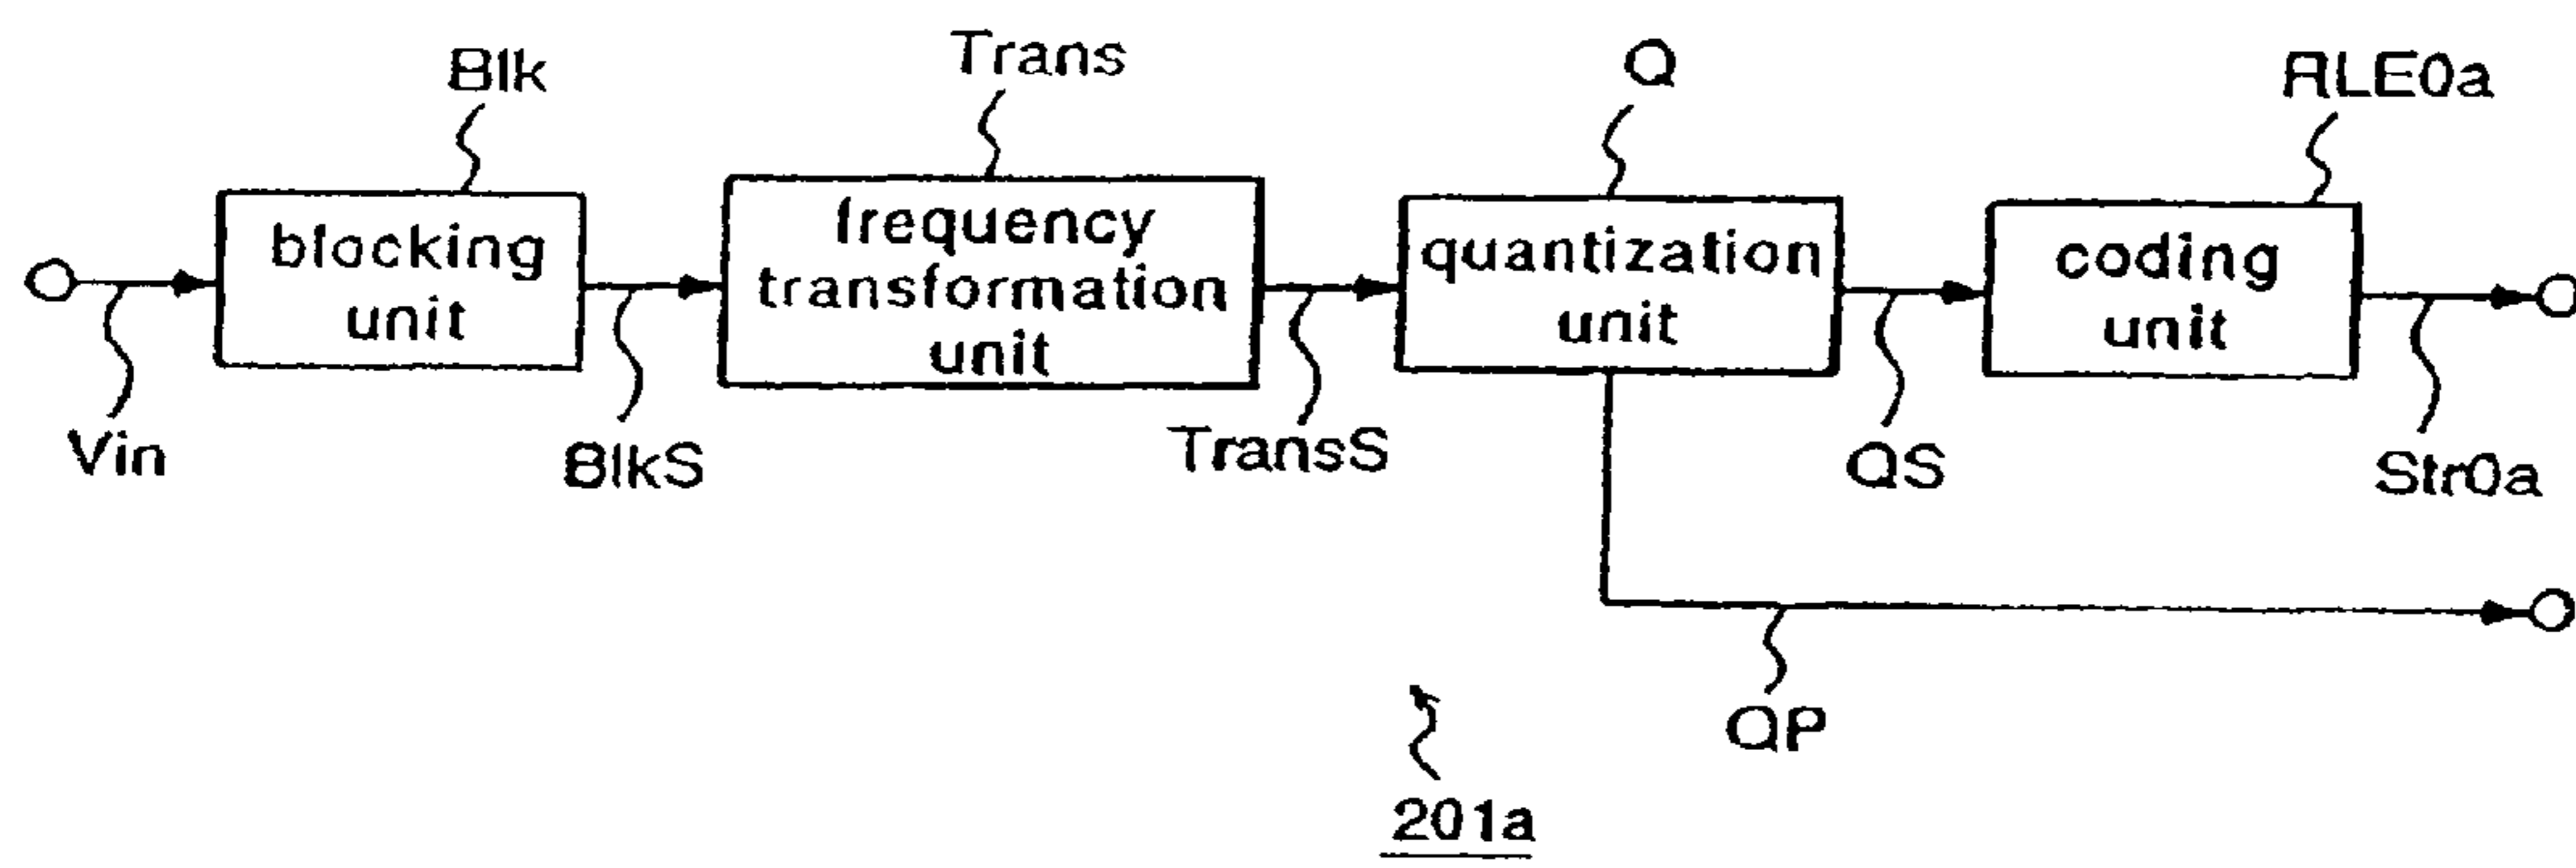 Blk
Trans
Q
RLE0a
blocking
unit
frequency
transformation
unit
quantization
unit
coding
unit
Vin
BlkS
TransS
QS
Str0a
QP
201a